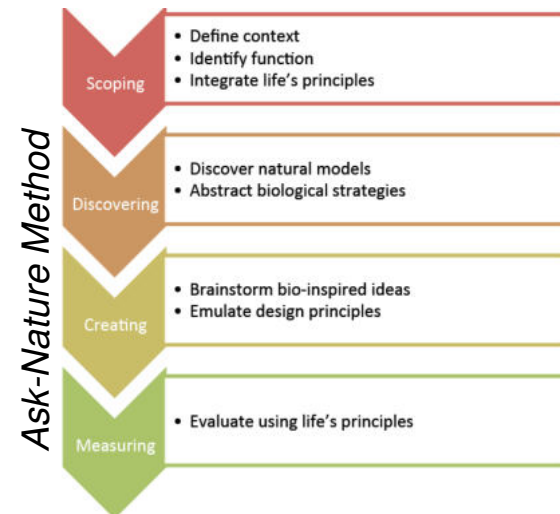 Ask-Nature Method
Scoping
• Define context
• Identify function
• Integrate life's principles
Discovering
• Discover natural models
• Abstract biological strategies
Creating
• Brainstorm bio-inspired ideas
• Emulate design principles
Measuring
• Evaluate using life's principles